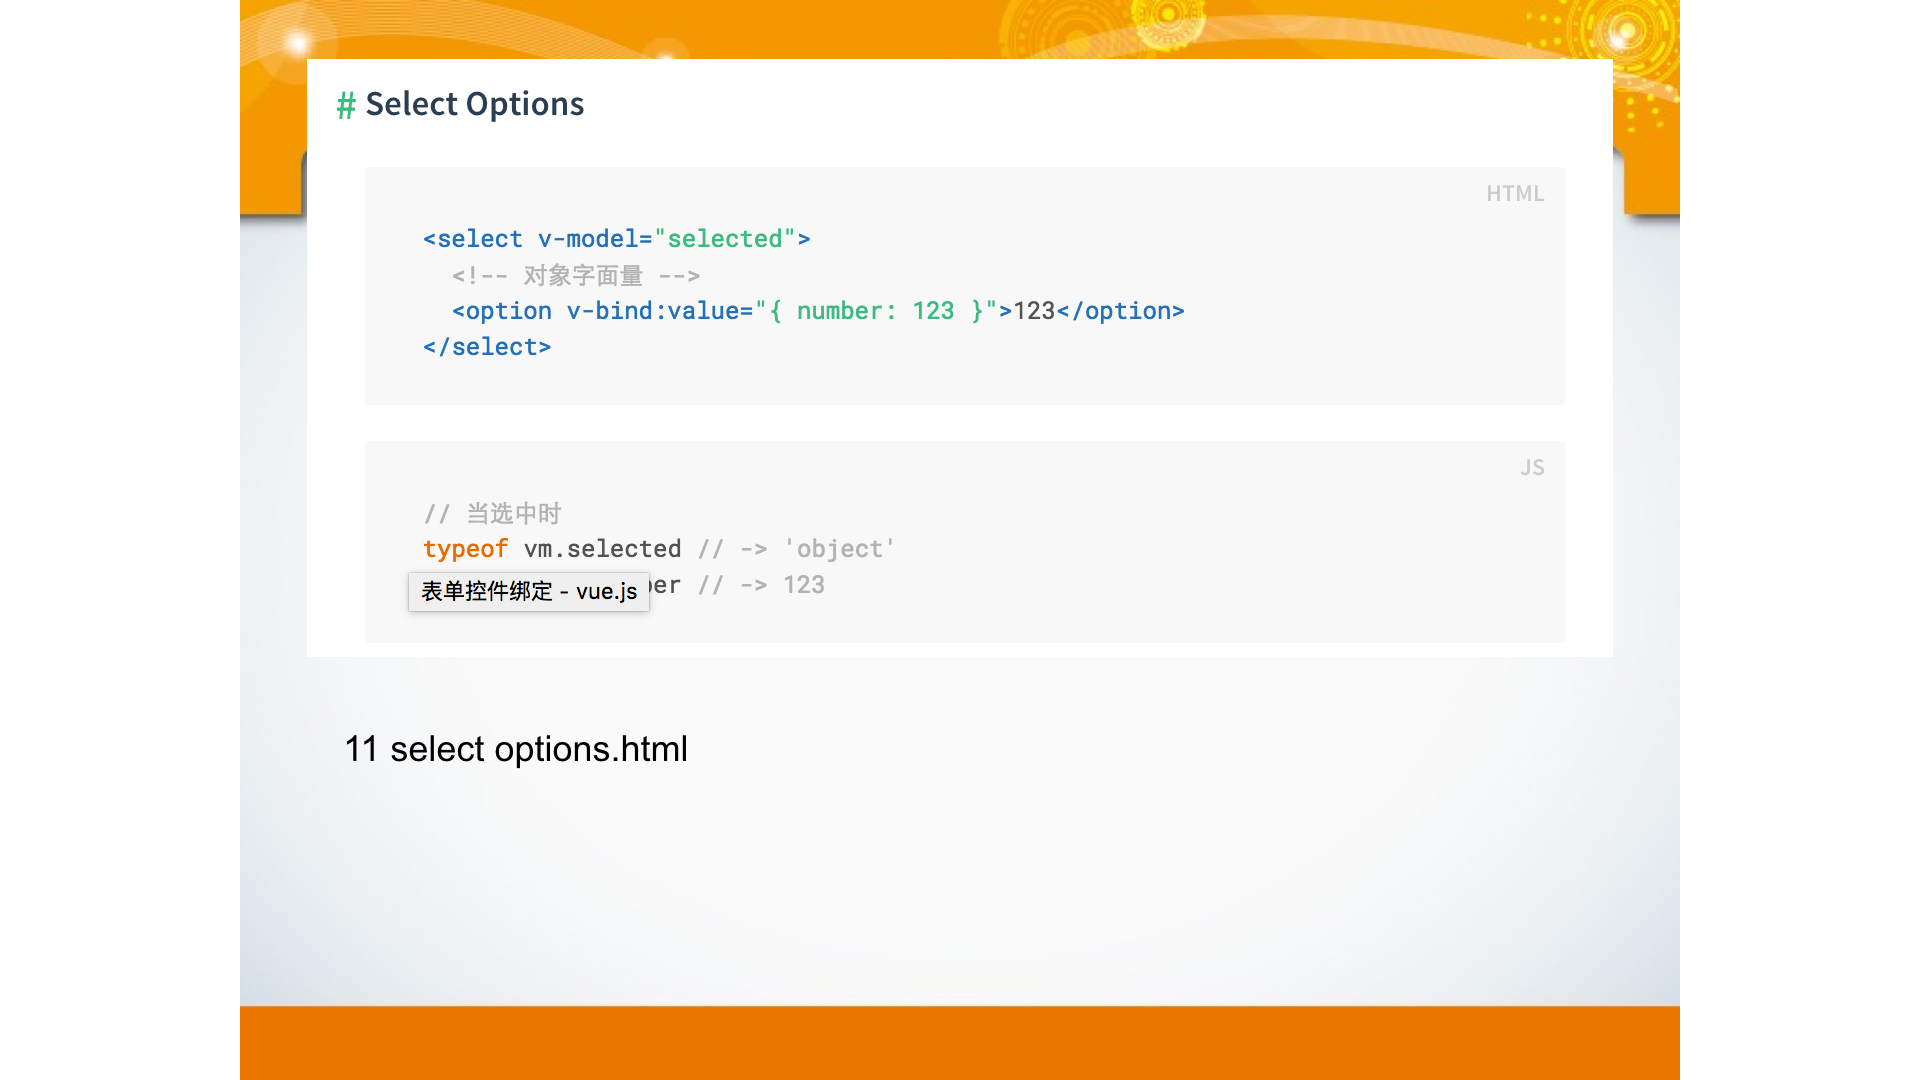 # Select Options
HTML
<select v-model="selected">
<!-- 对象字面量 -->
<option v-bind:value="{ number: 123 }">123</option>
</select>
JS
// 当选中时
typeof vm.selected // -> 'object'
// -> 123
表单控件绑定 - vue.js
11 select options.html